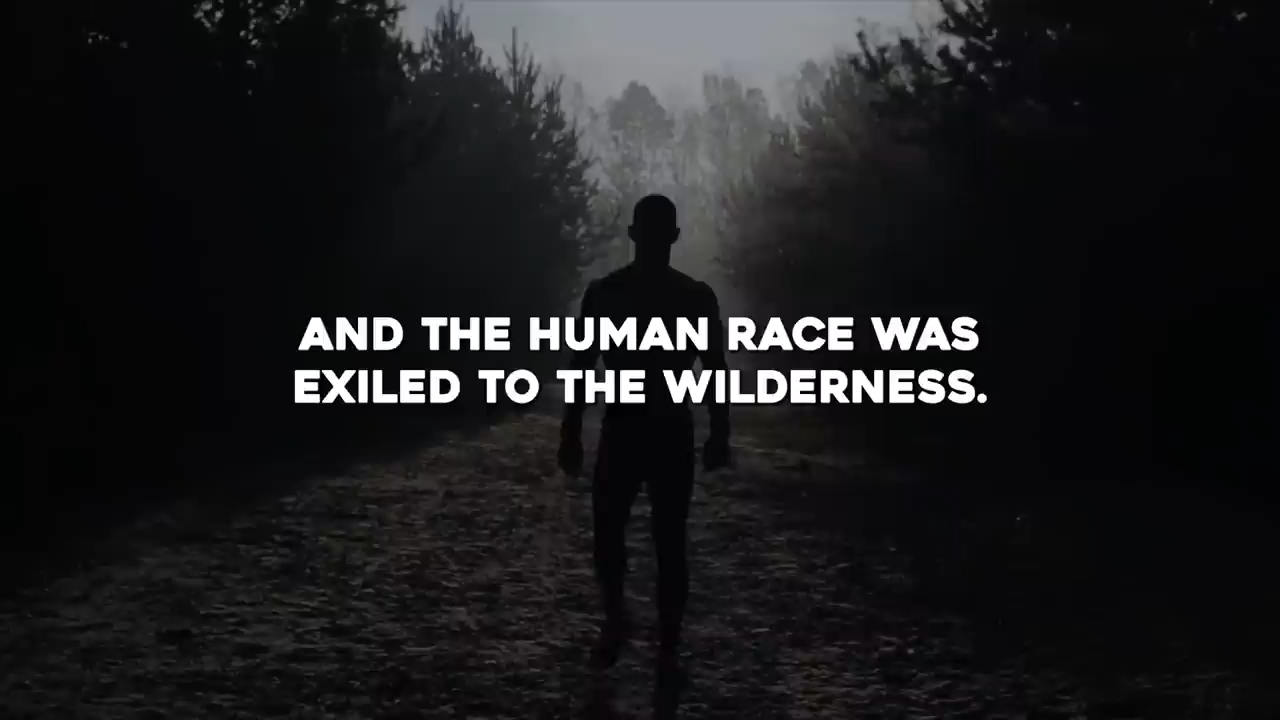 AND THE HUMAN RACE WAS
EXILED TO THE WILDERNESS.